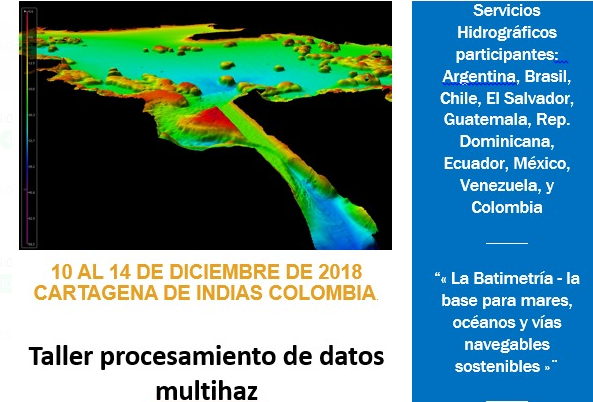 10 AL 14 DE DICIEMBRE DE 2018
CARTAGENA DE INDIAS COLOMBIA.
Taller procesamiento de datos
multihaz
Servicios
Hidrográficos
participantes:
Argentina, Brasil,
Chile, El Salvador,
Guatemala, Rep.
Dominicana,
Ecuador, México,
Venezuela, y
Colombia
“« La Batimetría - la
base para mares,
océanos y vías
navegables
sostenibles »¨